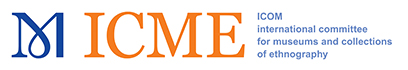 M ICME
ICOM
international committee
for museums and collections
of ethnography